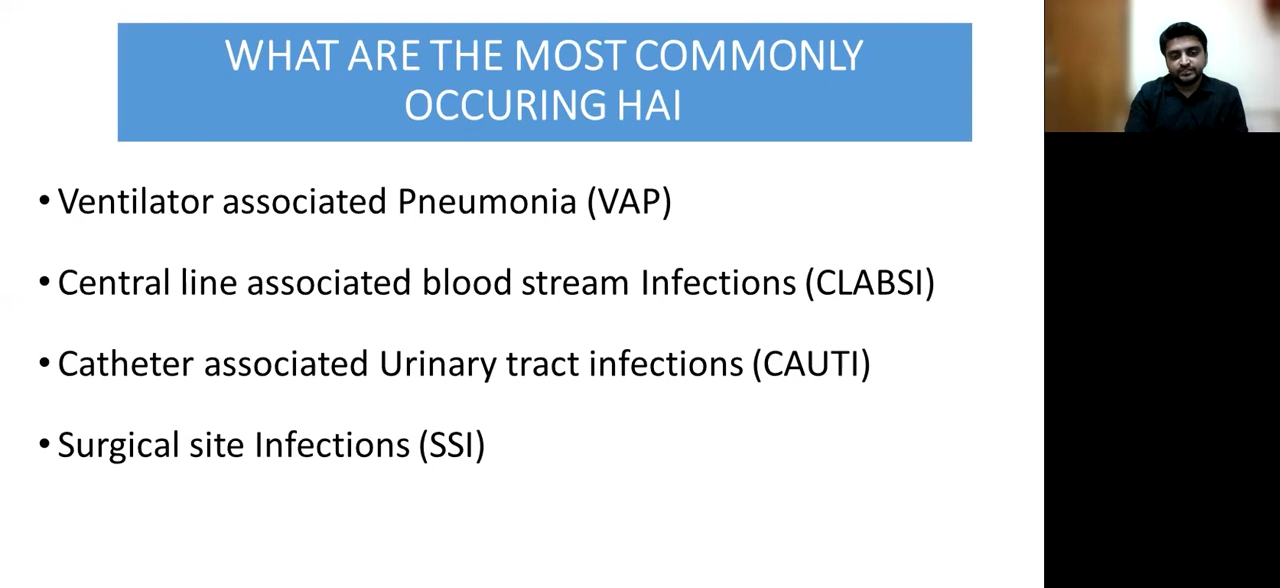 WHAT ARE THE MOST COMMONLY
OCCURING HAI
• Ventilator associated Pneumonia (VAP)
• Central line associated blood stream Infections (CLABSI)
• Catheter associated Urinary tract infections (CAUTI)
• Surgical site Infections (SSI)